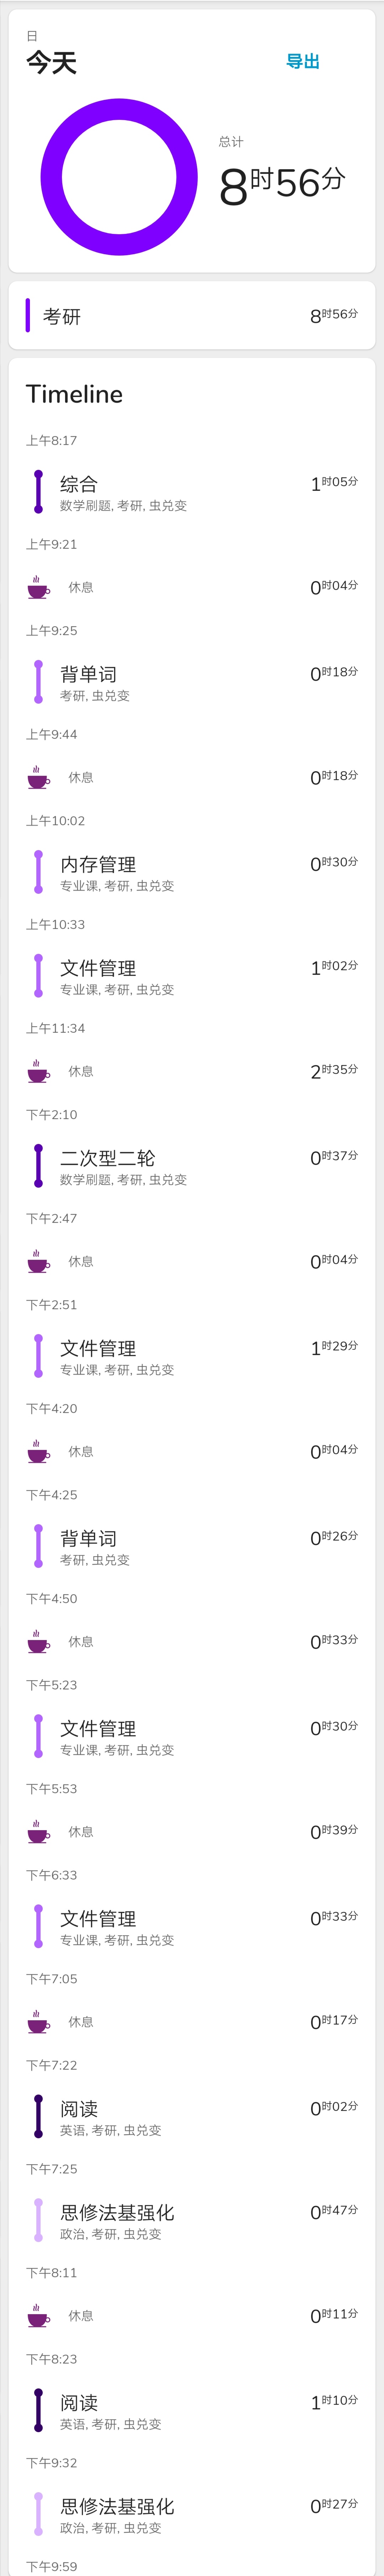 日
今天
导出
总计
8时56分
考研
8时56分
Timeline
上午8:17
综合
1时05分
数学刷题, 考研, 虫兑变
上午9:21
休息
0时04分
上午9:25
背单词
0时18分
考研, 虫兑变
上午9:44
休息
0时18分
上午10:02
内存管理
0时30分
专业课, 考研, 虫兑变
上午10:33
文件管理
1时02分
专业课, 考研, 虫兑变
上午11:34
休息
2时35分
下午2:10
二次型二轮
0时37分
数学刷题, 考研, 虫兑变
下午2:47
休息
0时04分
下午2:51
文件管理
1时29分
专业课, 考研, 虫兑变
下午4:20
休息
0时04分
下午4:25
背单词
0时26分
考研, 虫兑变
下午4:50
休息
0时33分
下午5:23
文件管理
0时30分
专业课, 考研, 虫兑变
下午5:53
休息
0时39分
下午6:33
文件管理
0时33分
专业课, 考研, 虫兑变
下午7:05
休息
0时17分
下午7:22
阅读
0时02分
英语, 考研, 虫兑变
下午7:25
思修法基强化
0时47分
政治, 考研, 虫兑变
下午8:11
休息
0时11分
下午8:23
阅读
1时10分
英语, 考研, 虫兑变
下午9:32
思修法基强化
0时27分
政治, 考研, 虫兑变
下午9:59